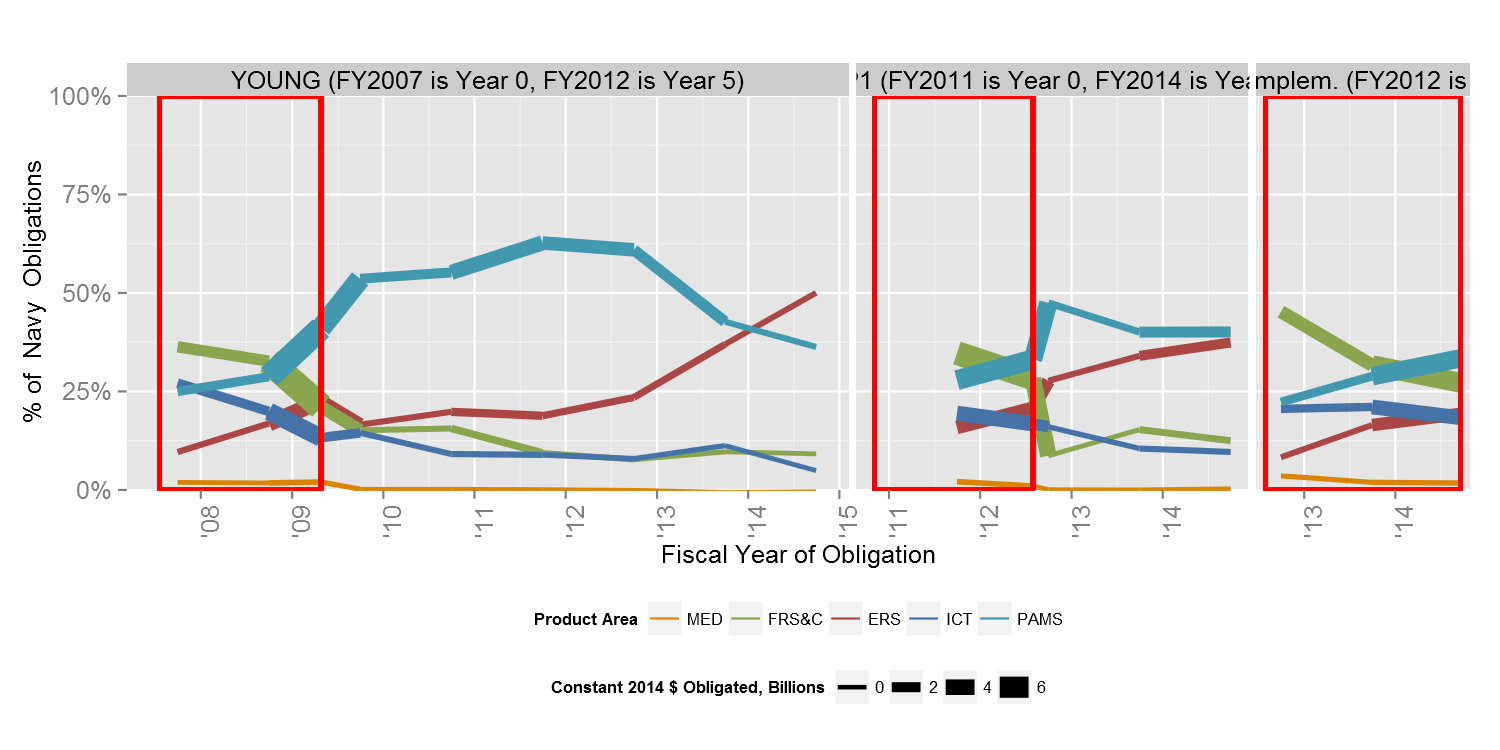 YOUNG (FY2007 is Year 0, FY2012 is Year 5)
P1 (FY2011 is Year 0, FY2014 is Yea
mplem. (FY2012 is
100%
75%
50%
25%
0%
% of Navy Obligations
'08 '09 '10 '11 '12 '13 '14 '15
'11 '12 '13 '14
'13 '14
Fiscal Year of Obligation
Product Area MED FRS&C ERS ICT PAMS
Constant 2014 $ Obligated, Billions 0 2 4 6